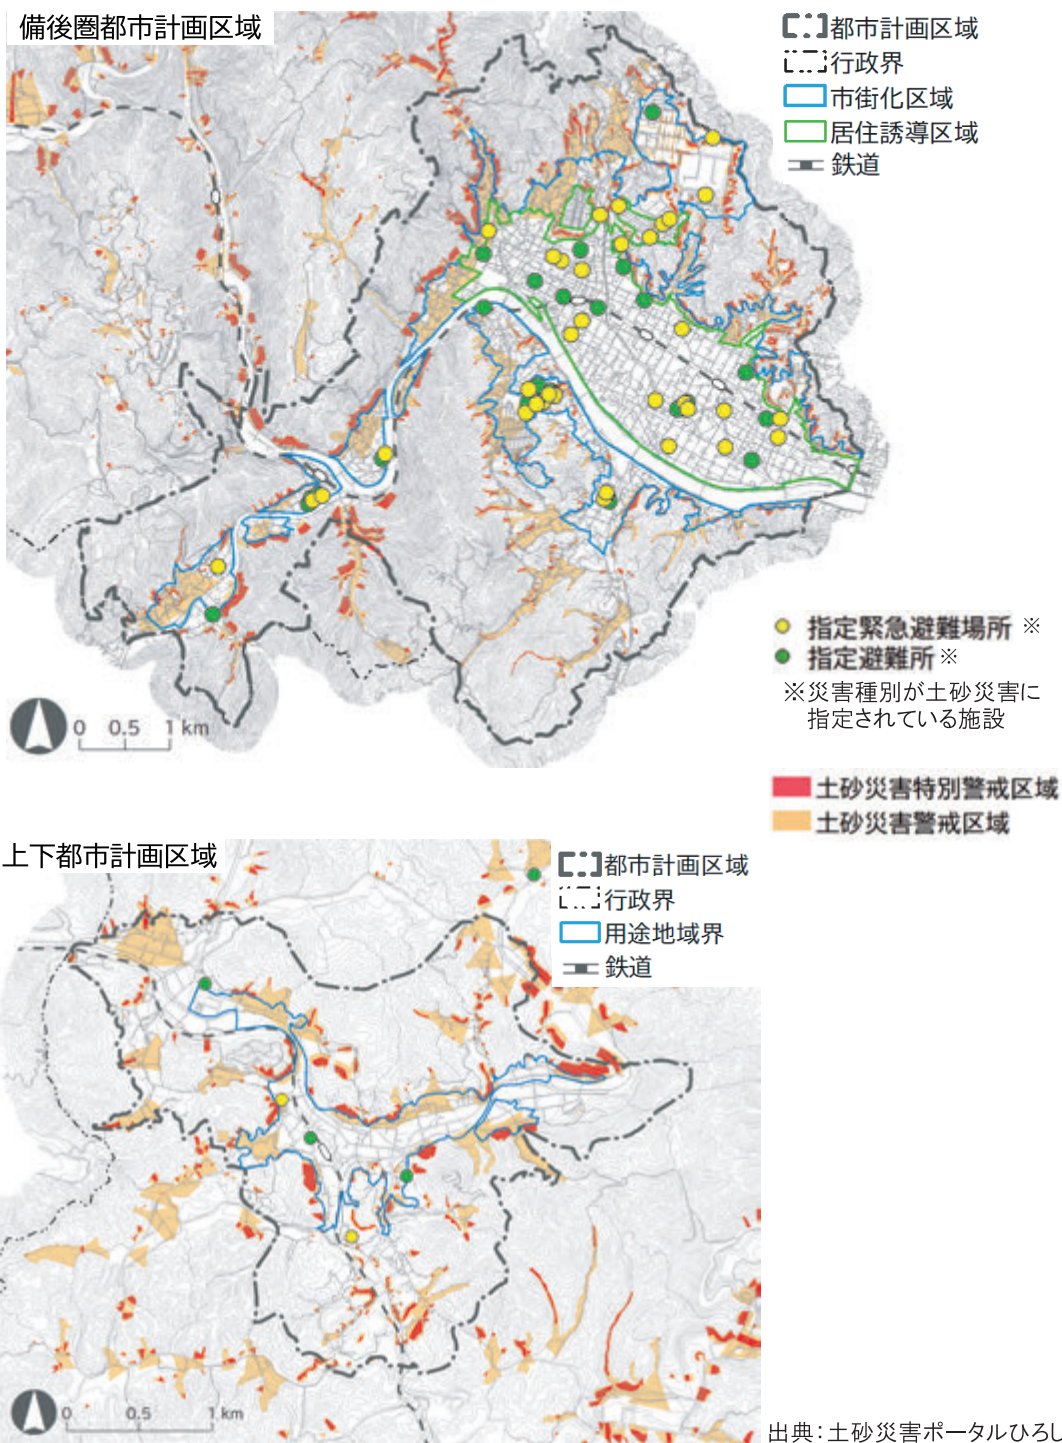 備後圏都市計画区域
都市計画区域
行政界
市街化区域
居住誘導区域
鉄道
指定緊急避難場所 ※
指定避難所 ※
※災害種別が土砂災害に
指定されている施設
0 0.5 1 km
土砂災害特別警戒区域
土砂災害警戒区域
上下都市計画区域
都市計画区域
行政界
用途地域界
鉄道
0 0.5 1 km
出典：土砂災害ポータルひろし